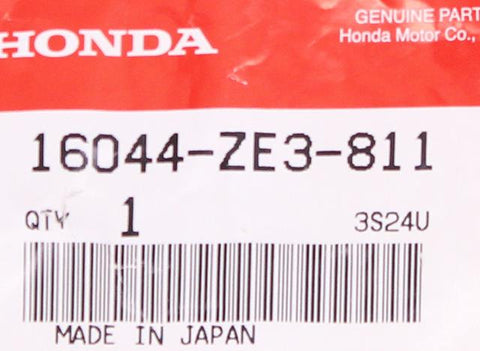 HONDA
GENUINE PART
Honda Motor Co.,
16044-ZE3-811
QTY 1 3S24U
MADE IN JAPAN